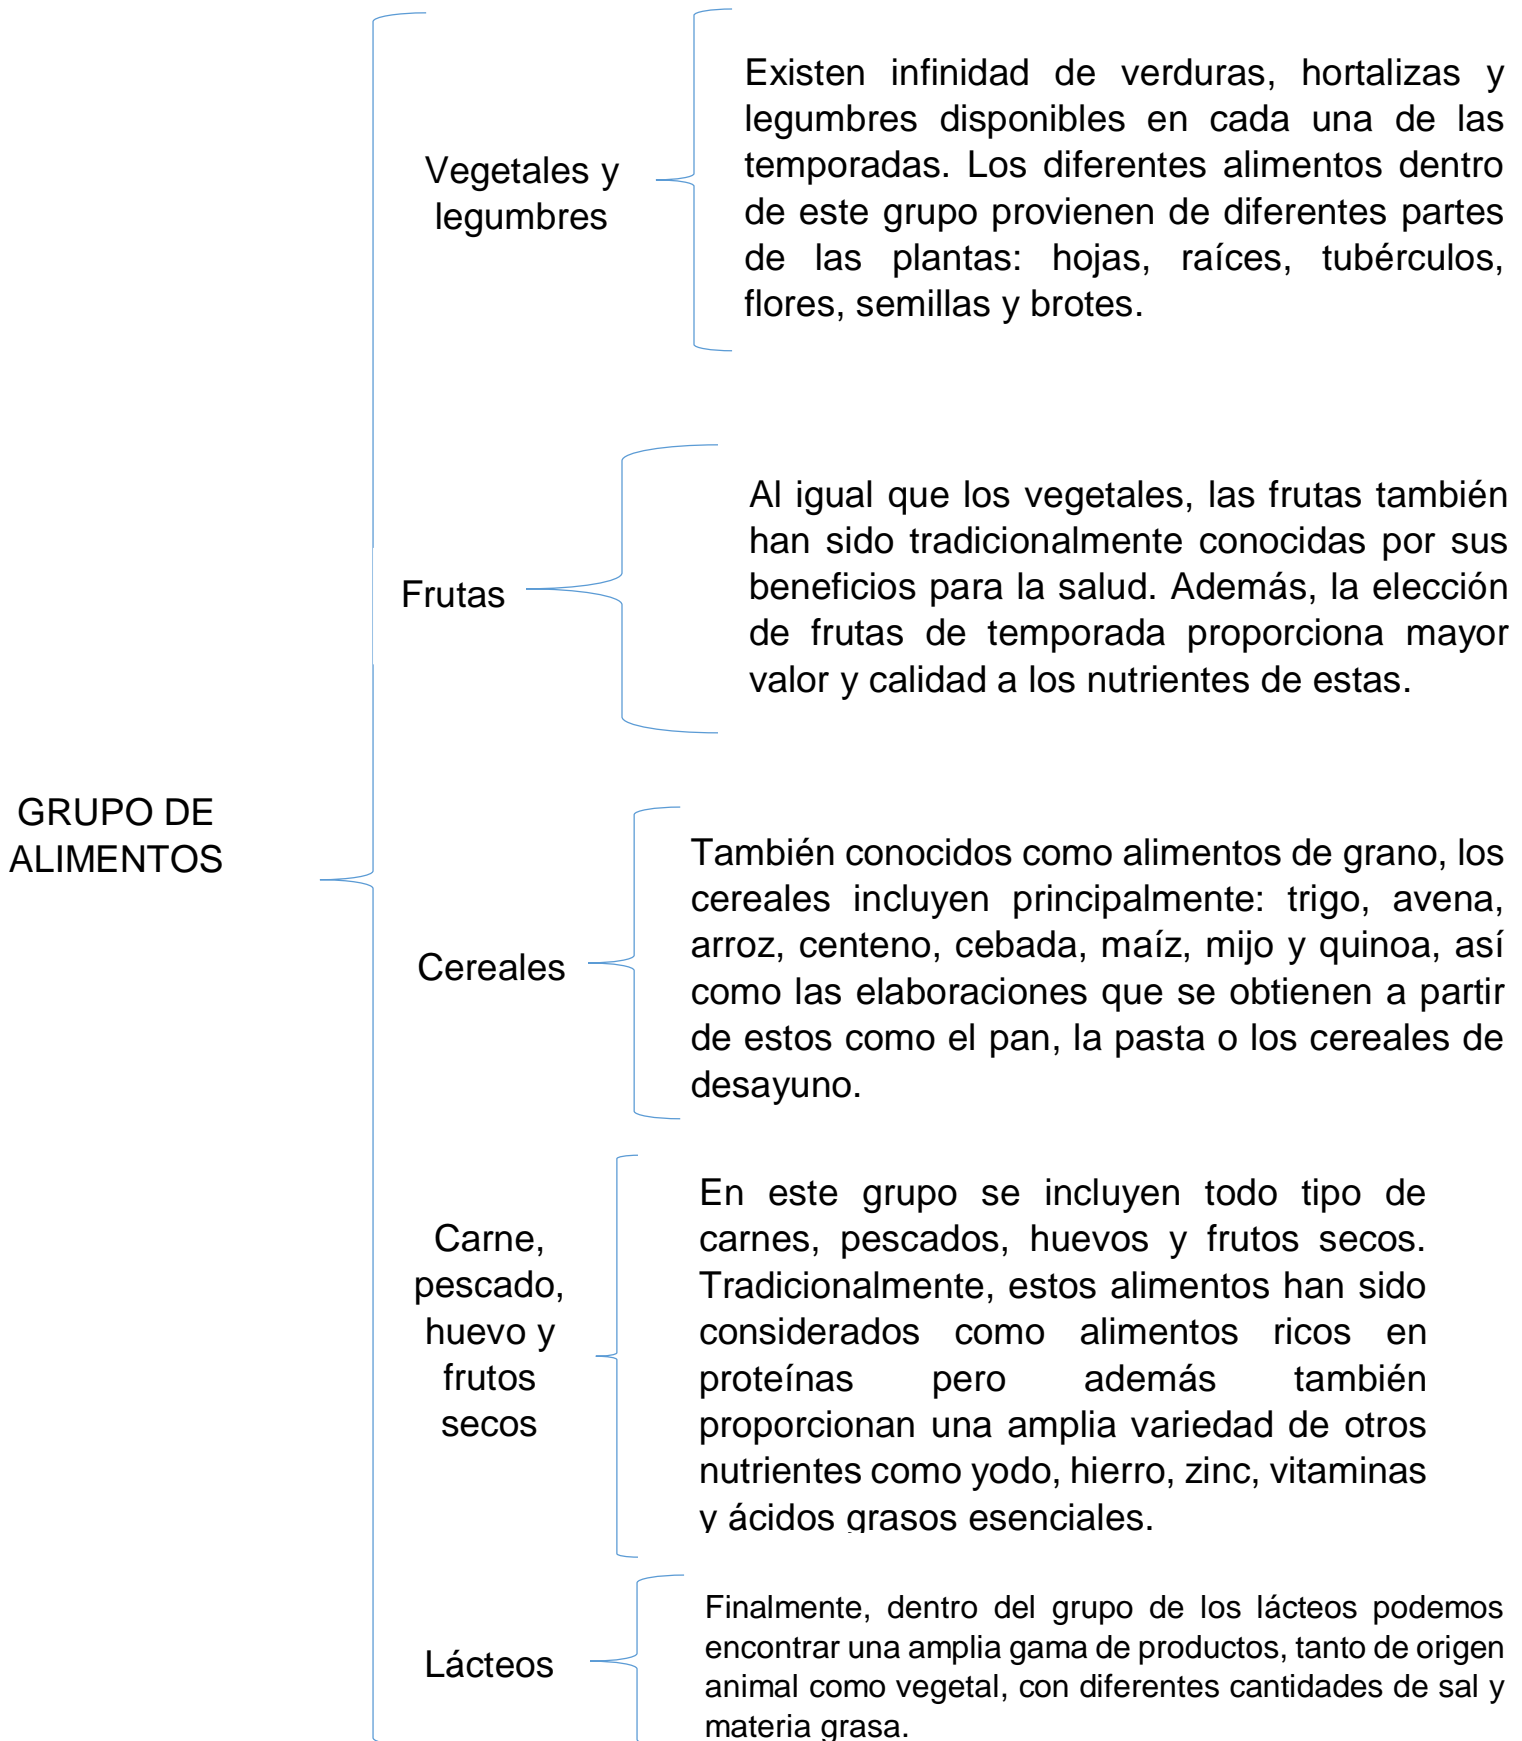 GRUPO DE
ALIMENTOS
Vegetales y
legumbres
Existen infinidad de verduras, hortalizas y
legumbres disponibles en cada una de las
temporadas. Los diferentes alimentos dentro
de este grupo provienen de diferentes partes
de las plantas: hojas, raíces, tubérculos,
flores, semillas y brotes.
Frutas
Al igual que los vegetales, las frutas también
han sido tradicionalmente conocidas por sus
beneficios para la salud. Además, la elección
de frutas de temporada proporciona mayor
valor y calidad a los nutrientes de estas.
Cereales
También conocidos como alimentos de grano, los
cereales incluyen principalmente: trigo, avena,
arroz, centeno, cebada, maíz, mijo y quinoa, así
como las elaboraciones que se obtienen a partir
de estos como el pan, la pasta o los cereales de
desayuno.
Carne,
pescado,
huevo y
frutos
secos
En este grupo se incluyen todo tipo de
carnes, pescados, huevos y frutos secos.
Tradicionalmente, estos alimentos han sido
considerados como alimentos ricos en
proteínas pero además también
proporcionan una amplia variedad de otros
nutrientes como yodo, hierro, zinc, vitaminas
y ácidos grasos esenciales.
Lácteos
Finalmente, dentro del grupo de los lácteos podemos
encontrar una amplia gama de productos, tanto de origen
animal como vegetal, con diferentes cantidades de sal y
materia grasa.